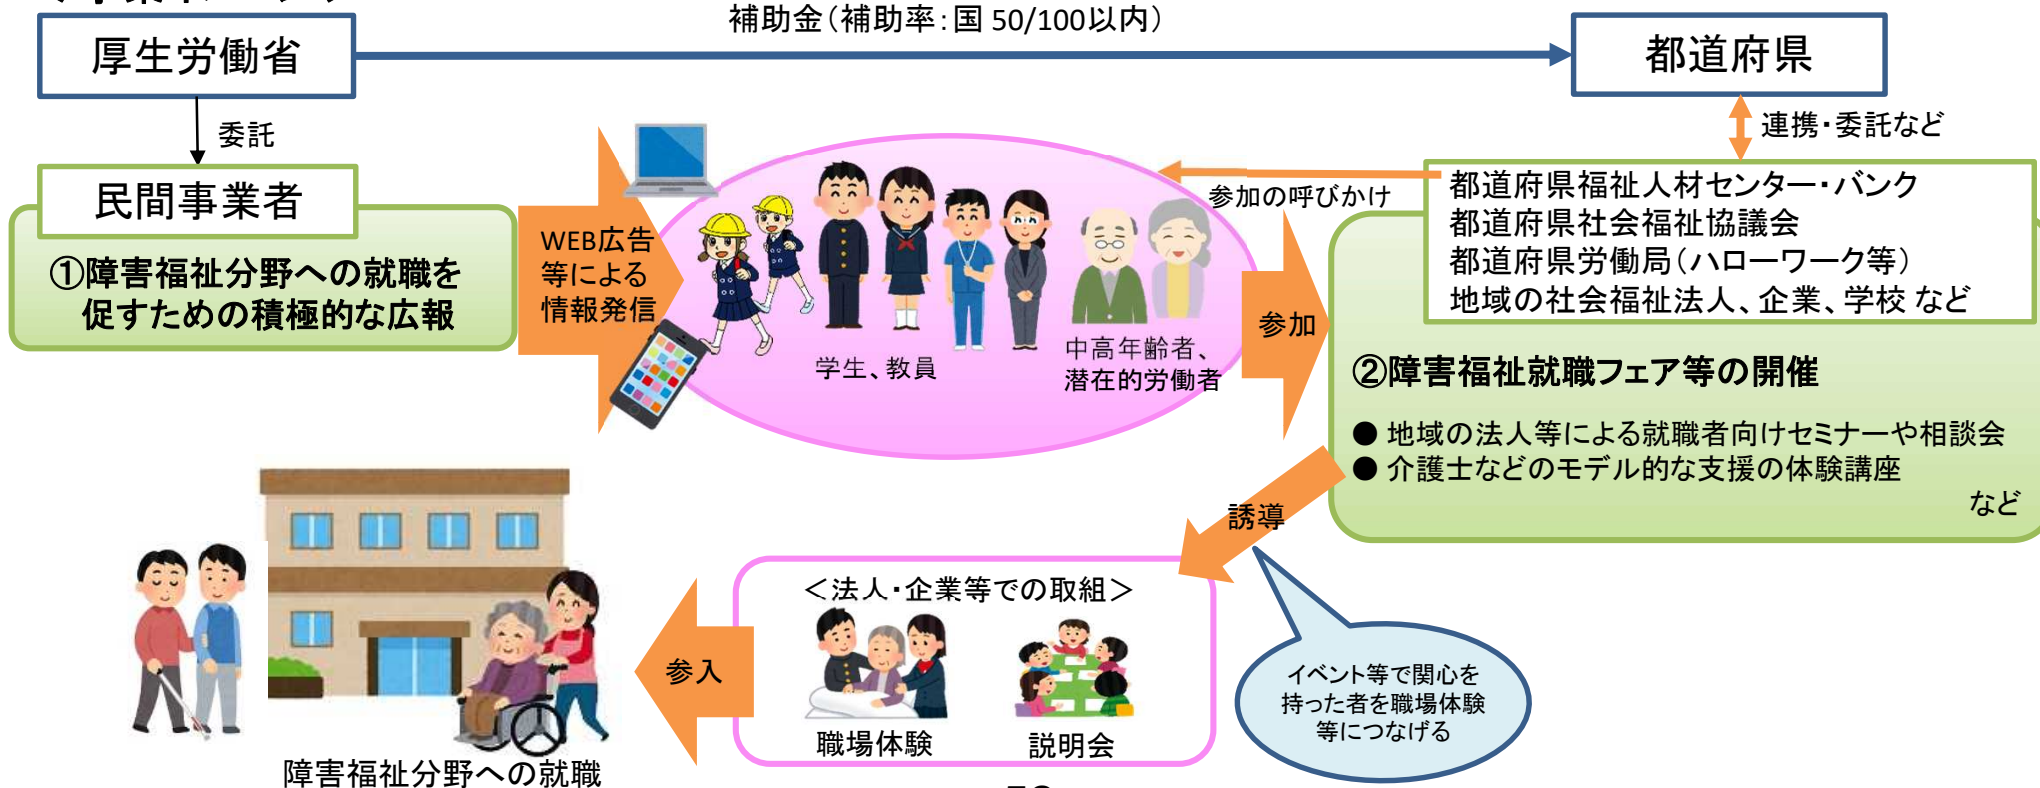 補助金（補助率：国 50/100以内）
厚生労働省
都道府県
委託
連携・委託など
民間事業者
①障害福祉分野への就職を
促すための積極的な広報
WEB広告
等による
情報発信
学生、教員
中高年齢者、
潜在的労働者
参加の呼びかけ
参加
都道府県福祉人材センター・バンク
都道府県社会福祉協議会
都道府県労働局（ハローワーク等）
地域の社会福祉法人、企業、学校 など
②障害福祉就職フェア等の開催
● 地域の法人等による就職者向けセミナーや相談会
● 介護士などのモデル的な支援の体験講座
など
誘導
イベント等で関心を
持った者を職場体験
等につなげる
＜法人・企業等での取組＞
職場体験
説明会
参入
障害福祉分野への就職